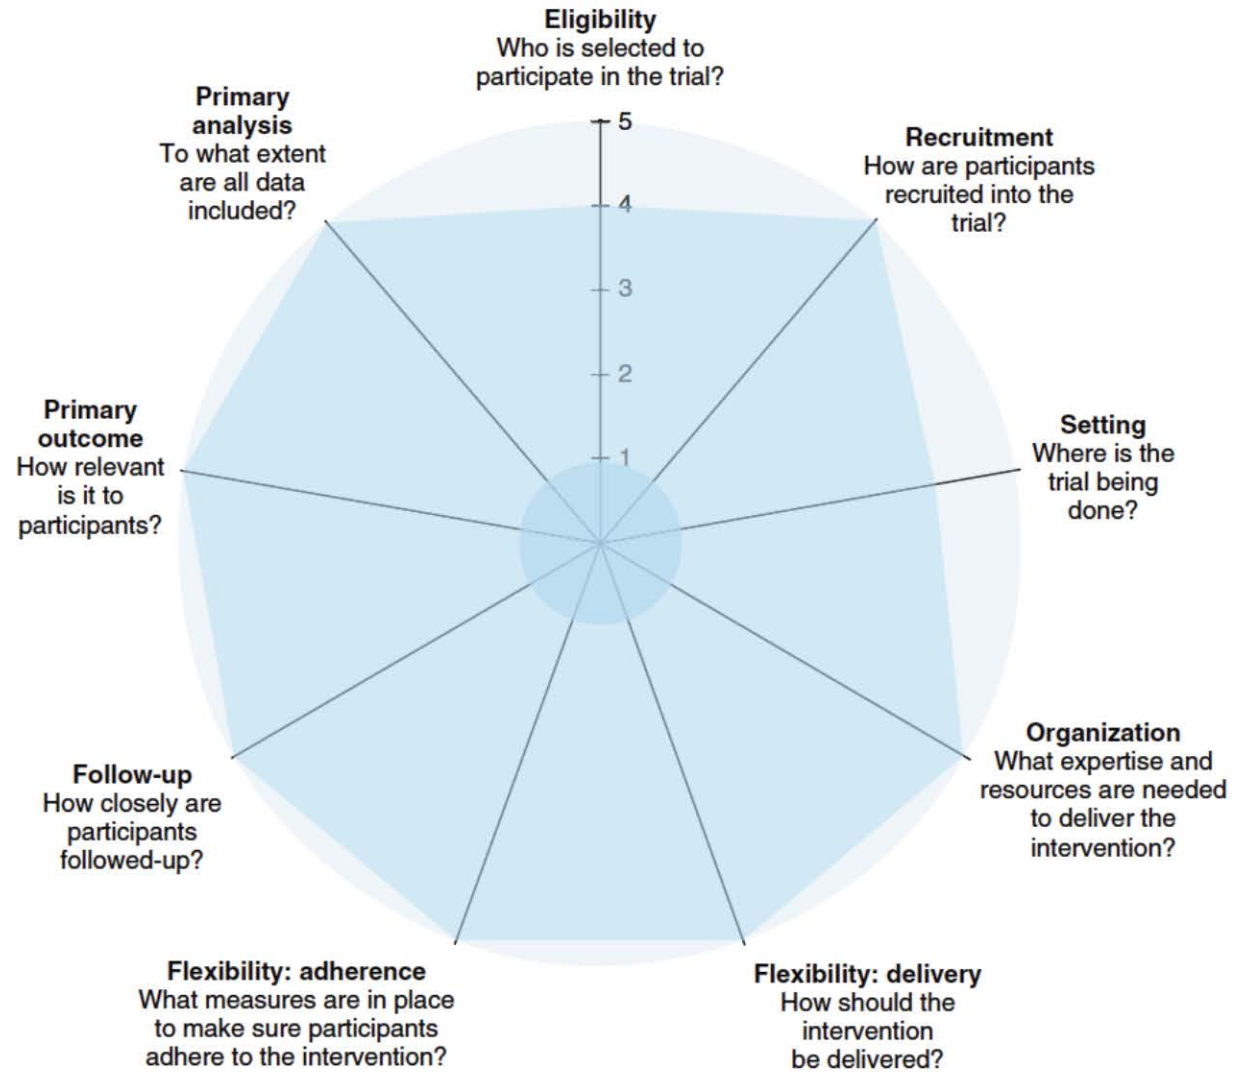 Eligibility
Who is selected to
participate in the trial?
Primary
analysis
To what extent
are all data
included?
Recruitment
How are participants
recruited into the
trial?
5
4
3
2
1
Primary
outcome
How relevant
is it to
participants?
Setting
Where is the
trial being
done?
Organization
What expertise and
resources are needed
to deliver the
intervention?
Follow-up
How closely are
participants
followed-up?
Flexibility: adherence
What measures are in place
to make sure participants
adhere to the intervention?
Flexibility: delivery
How should the
intervention
be delivered?